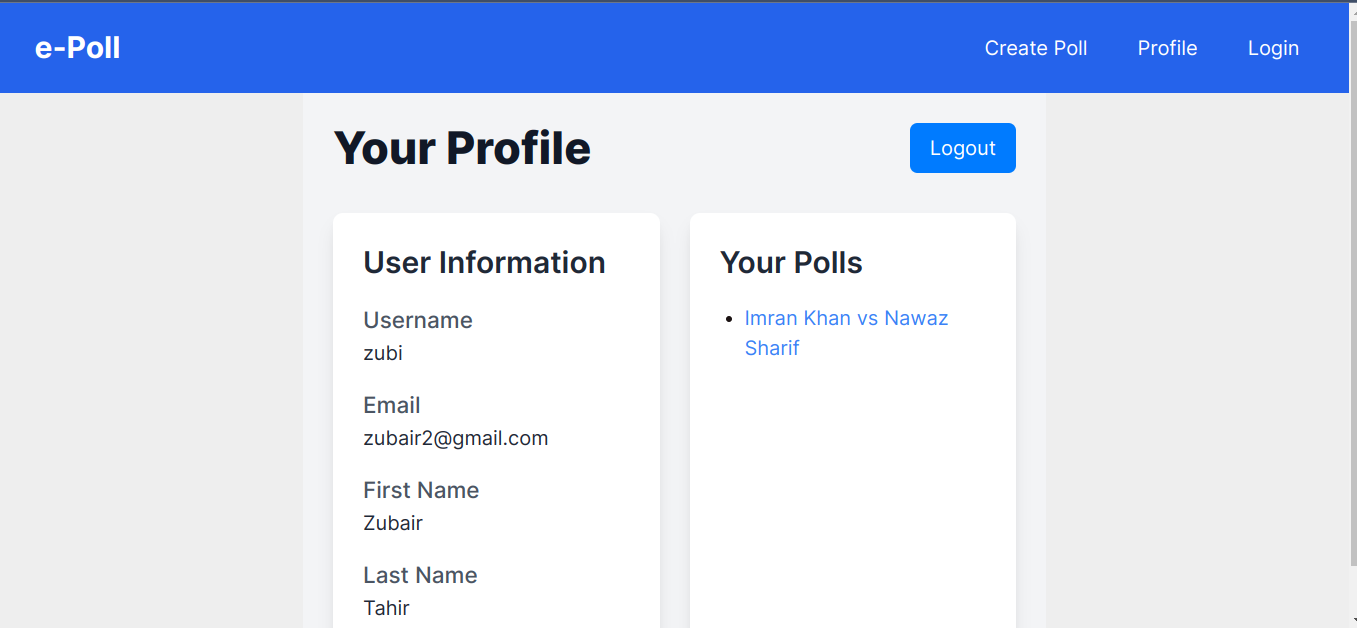 e-Poll
Create Poll
Profile
Login
Your Profile
Logout
User Information
Username
zubi
Email
zubair2@gmail.com
First Name
Zubair
Last Name
Tahir
Your Polls
Imran Khan vs Nawaz
Sharif